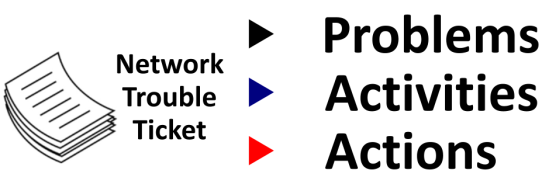 Network
Trouble
Ticket
Problems
Activities
Actions